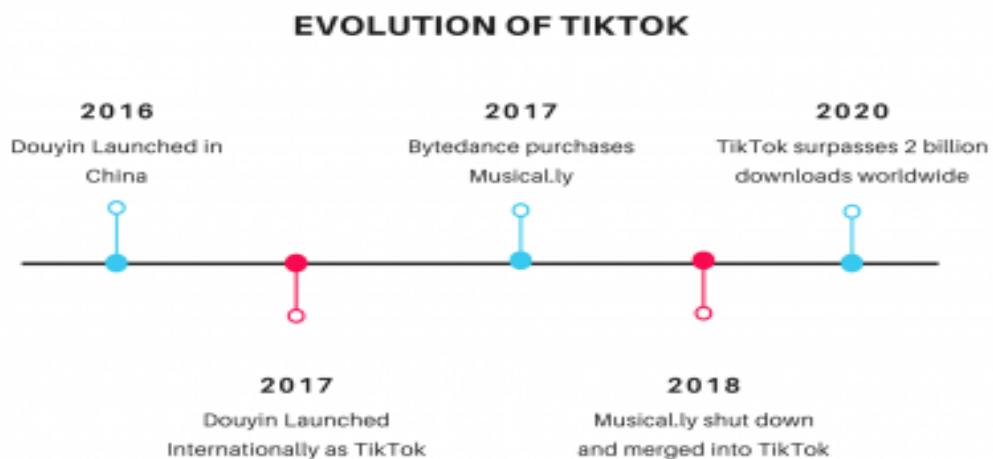 EVOLUTION OF TIKTOK
2016
Douyin Launched in
China
2017
Bytedance purchases
Musical.ly
2020
TikTok surpasses 2 billion
downloads worldwide
2017
Douyin Launched
Internationally as TikTok
2018
Musical.ly shut down
and merged into TikTok